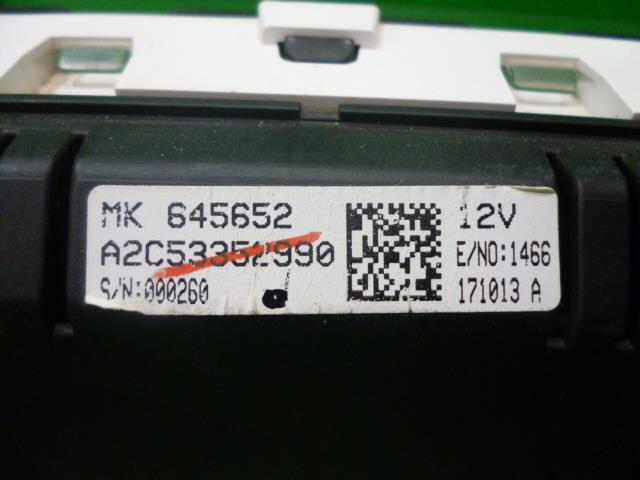 MK 645652
A2C53352990
S/N:000260
12V
E/NO:1466
171013 A